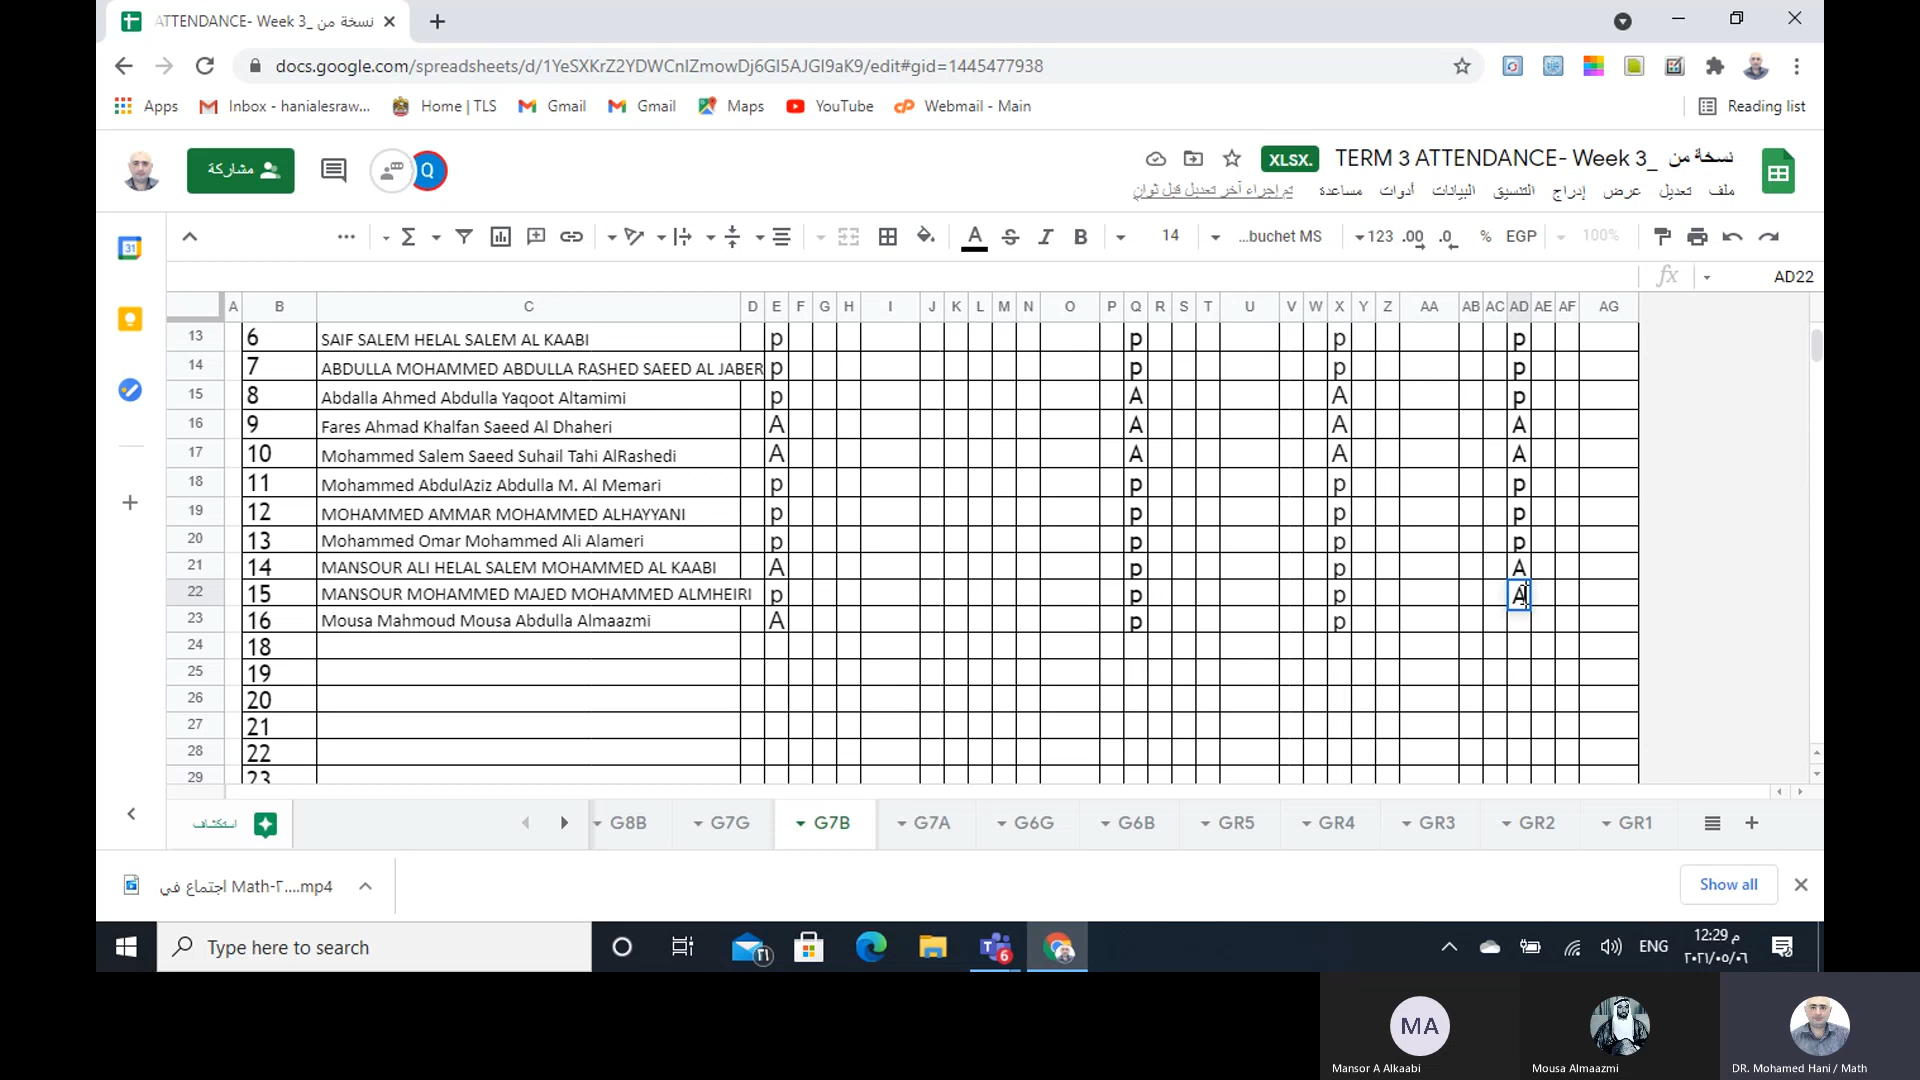 ATTENDANCE- Week 3_ نسخة من
docs.google.com/spreadsheets/d/1YeSXKrZ2YDWCnIZmowDj6Gl5AJGl9aK9/edit#gid=1445477938
Apps Inbox - hanialesraw... Home | TLS Gmail Gmail Maps YouTube Webmail - Main Reading list
مشاركة Q XLSX. TERM 3 ATTENDANCE- Week 3_ نسخة من
ملف تعديل عرض إدراج التنسيق البيانات أدوات مساعدة تم إجراء آخر تعديل قبل ثوانٍ
31 A I B 14 ...buchet MS 123 .00 .0 % EGP 100%
fx AD22
A B C D E F G H I J K L M N O P Q R S T U V W X Y Z AA AB AC AD AE AF AG
13 6 SAIF SALEM HELAL SALEM AL KAABI p p p p
14 7 ABDULLA MOHAMMED ABDULLA RASHED SAEED AL JABER p p p p
15 8 Abdalla Ahmed Abdulla Yaqoot Altamimi p A A p
16 9 Fares Ahmad Khalfan Saeed Al Dhaheri A A A A
17 10 Mohammed Salem Saeed Suhail Tahi AlRashedi A A A A
18 11 Mohammed AbdulAziz Abdulla M. Al Memari p p p p
19 12 MOHAMMED AMMAR MOHAMMED ALHAYYANI p p p p
20 13 Mohammed Omar Mohammed Ali Alameri p p p p
21 14 MANSOUR ALI HELAL SALEM MOHAMMED AL KAABI A p p A
22 15 MANSOUR MOHAMMED MAJED MOHAMMED ALMHEIRI p p p A
23 16 Mousa Mahmoud Mousa Abdulla Almaazmi A p p
24 18
25 19
26 20
27 21
28 22
29 23
استكشاف G8B G7G G7B G7A G6G G6B GR5 GR4 GR3 GR2 GR1
اجتماع في Math-٢....mp4 Show all
Type here to search ٢١ 6 ENG 12:29 م
٢٠٢١/٠٥/٠٦
MA
Mansor A Alkaabi Mousa Almaazmi DR. Mohamed Hani / Math